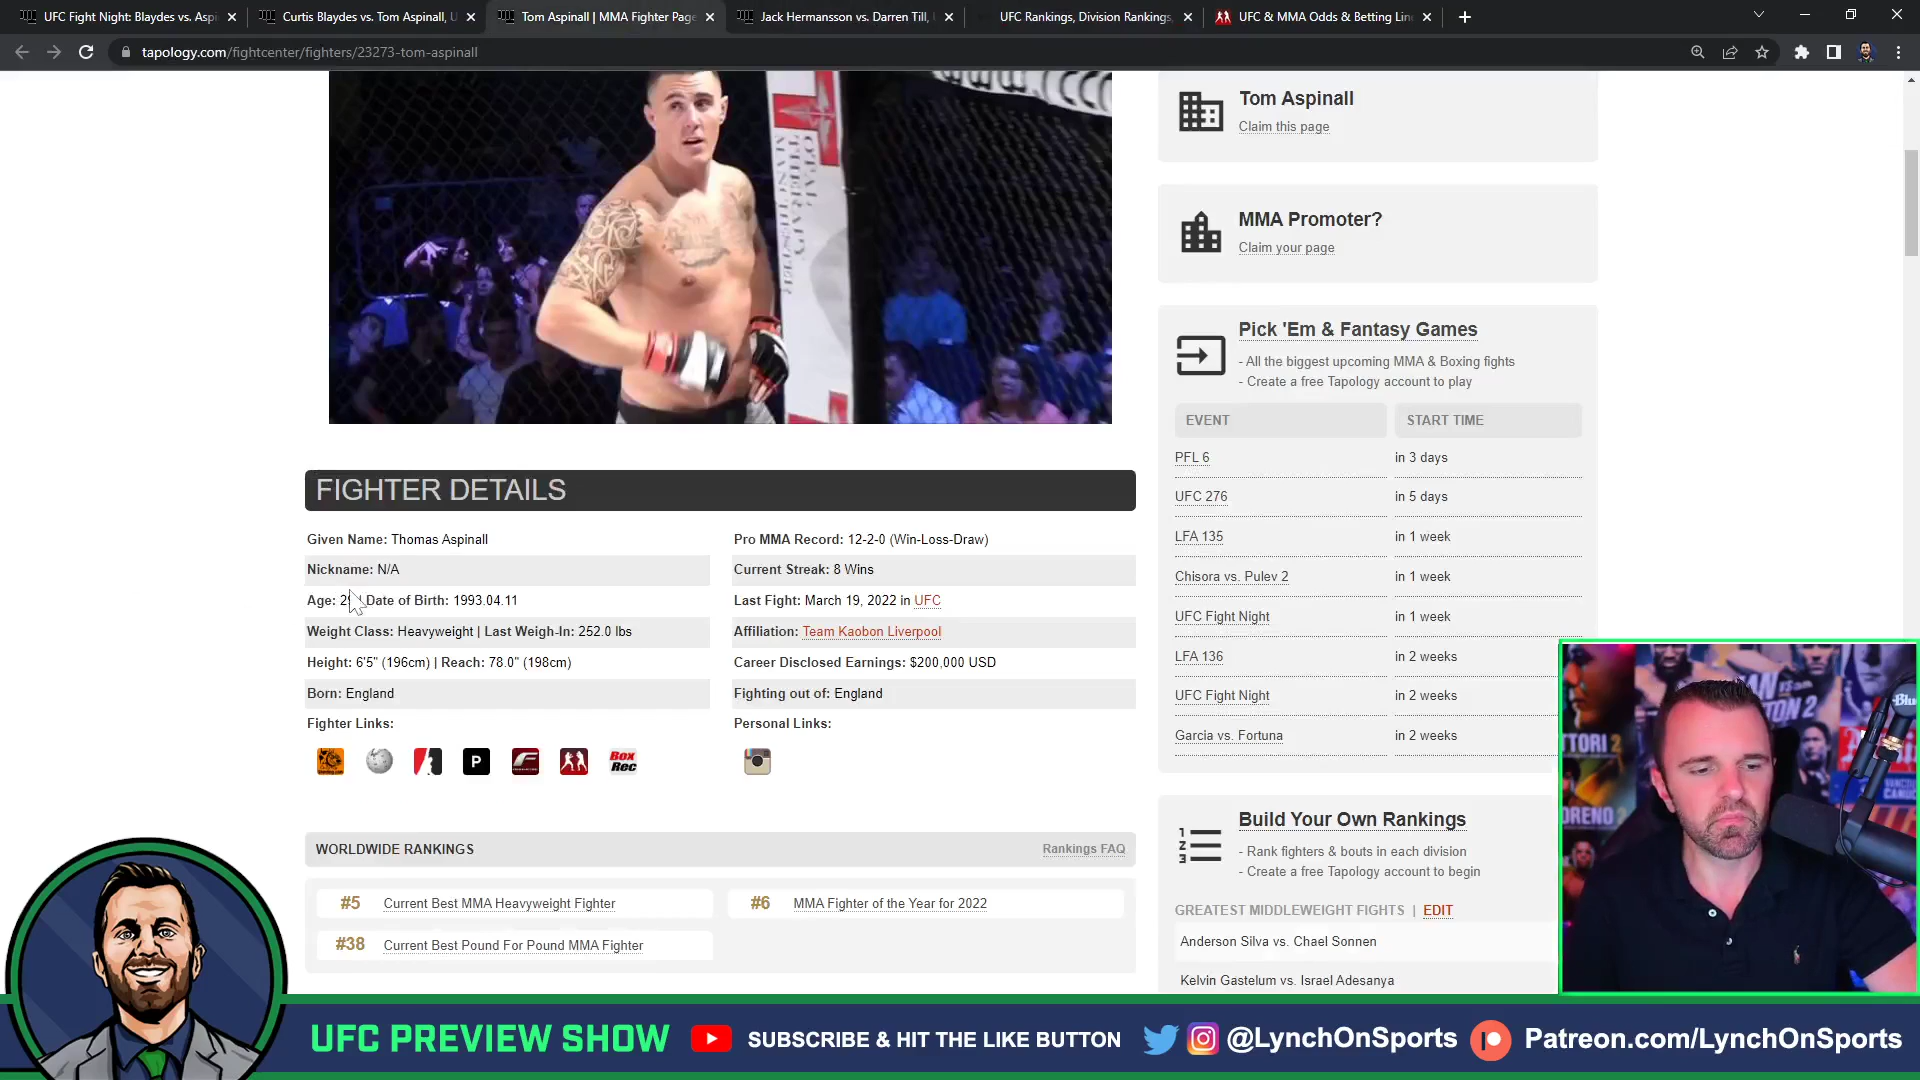 UFC Fight Night: Blaydes vs. Aspi
Curtis Blaydes vs. Tom Aspinall, U
Tom Aspinall | MMA Fighter Page
Jack Hermansson vs. Darren Till,
UFC Rankings, Division Rankings,
UFC & MMA Odds & Betting Lin
tapology.com/fightcenter/fighters/23273-tom-aspinall
Tom Aspinall
Claim this page
MMA Promoter?
Claim your page
Pick 'Em & Fantasy Games
- All the biggest upcoming MMA & Boxing fights
- Create a free Tapology account to play
EVENT START TIME
PFL 6 in 3 days
UFC 276 in 5 days
LFA 135 in 1 week
Chisora vs. Pulev 2 in 1 week
UFC Fight Night in 1 week
LFA 136 in 2 weeks
UFC Fight Night in 2 weeks
Garcia vs. Fortuna in 2 weeks
FIGHTER DETAILS
Given Name: Thomas Aspinall
Pro MMA Record: 12-2-0 (Win-Loss-Draw)
Nickname: N/A
Current Streak: 8 Wins
Age: 29 | Date of Birth: 1993.04.11
Last Fight: March 19, 2022 in UFC
Weight Class: Heavyweight | Last Weigh-In: 252.0 lbs
Affiliation: Team Kaobon Liverpool
Height: 6'5" (196cm) | Reach: 78.0" (198cm)
Career Disclosed Earnings: $200,000 USD
Born: England
Fighting out of: England
Fighter Links:
Personal Links:
P
Box
Rec
WORLDWIDE RANKINGS
Rankings FAQ
#5 Current Best MMA Heavyweight Fighter
#6 MMA Fighter of the Year for 2022
#38 Current Best Pound For Pound MMA Fighter
Build Your Own Rankings
- Rank fighters & bouts in each division
- Create a free Tapology account to begin
GREATEST MIDDLEWEIGHT FIGHTS | EDIT
Anderson Silva vs. Chael Sonnen
Kelvin Gastelum vs. Israel Adesanya
TTORI 2
ORENO 2
TON 2
Blu
UFC PREVIEW SHOW
SUBSCRIBE & HIT THE LIKE BUTTON
@LynchOnSports
Patreon.com/LynchOnSports